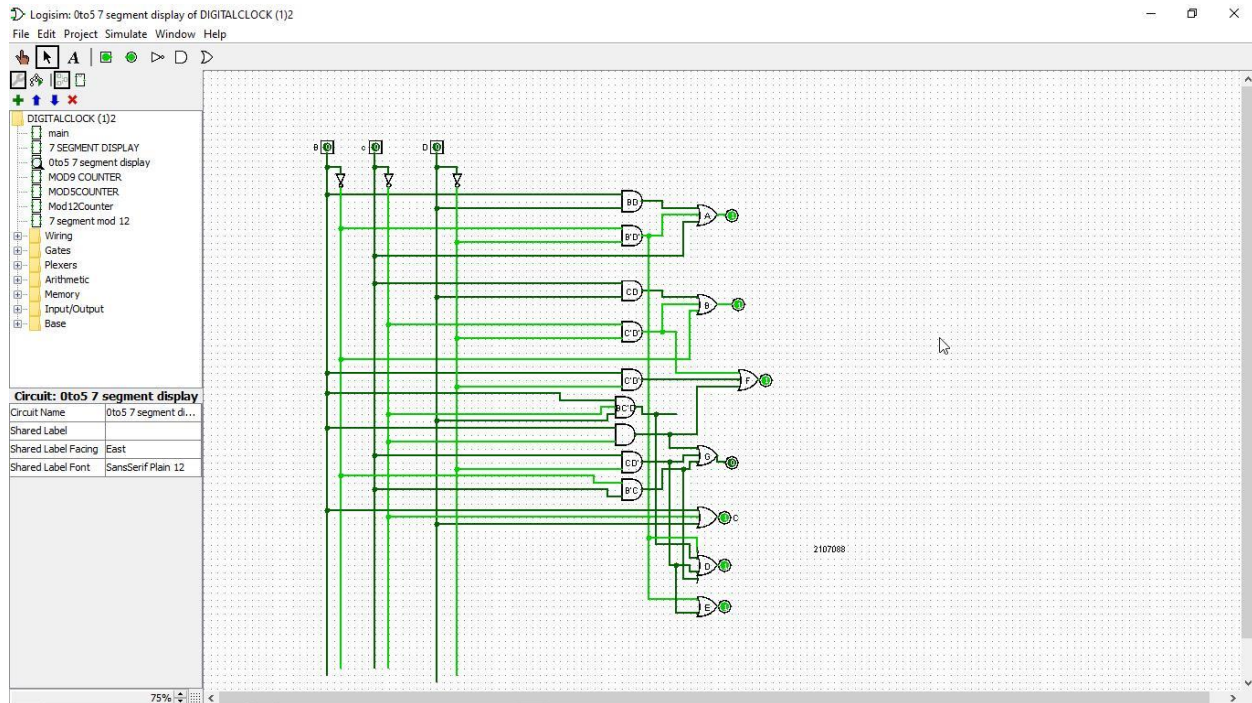 Logisim: 0to5 7 segment display of DIGITALCLOCK (1)2
File Edit Project Simulate Window Help
A
DIGITALCLOCK (1)2
main
7 SEGMENT DISPLAY
0to5 7 segment display
MOD9 COUNTER
MOD5COUNTER
Mod12Counter
7 segment mod 12
Wiring
Gates
Plexers
Arithmetic
Memory
Input/Output
Base
Circuit: 0to5 7 segment display
Circuit Name 0to5 7 segment di...
Shared Label
Shared Label Facing East
Shared Label Font SansSerif Plain 12
75%
B c D
BD
A
B'D'
CD
B
C'D'
C'D'
F
BC'D
G
CD'
B'C
C
2107088
D
E